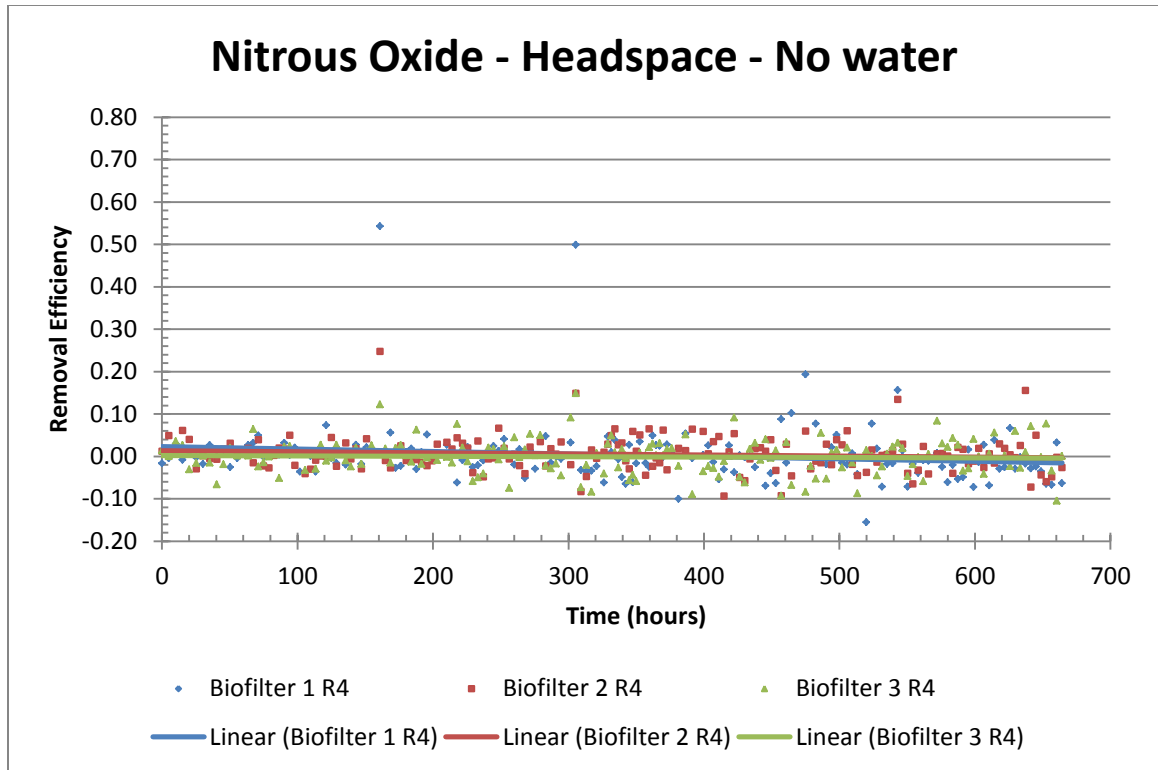 Nitrous Oxide - Headspace - No water
0.80
0.70
0.60
0.50
0.40
0.30
0.20
0.10
0.00
-0.10
-0.20
Removal Efficiency
0 100 200 300 400 500 600 700
Time (hours)
Biofilter 1 R4 Biofilter 2 R4 Biofilter 3 R4
Linear (Biofilter 1 R4) Linear (Biofilter 2 R4) Linear (Biofilter 3 R4)